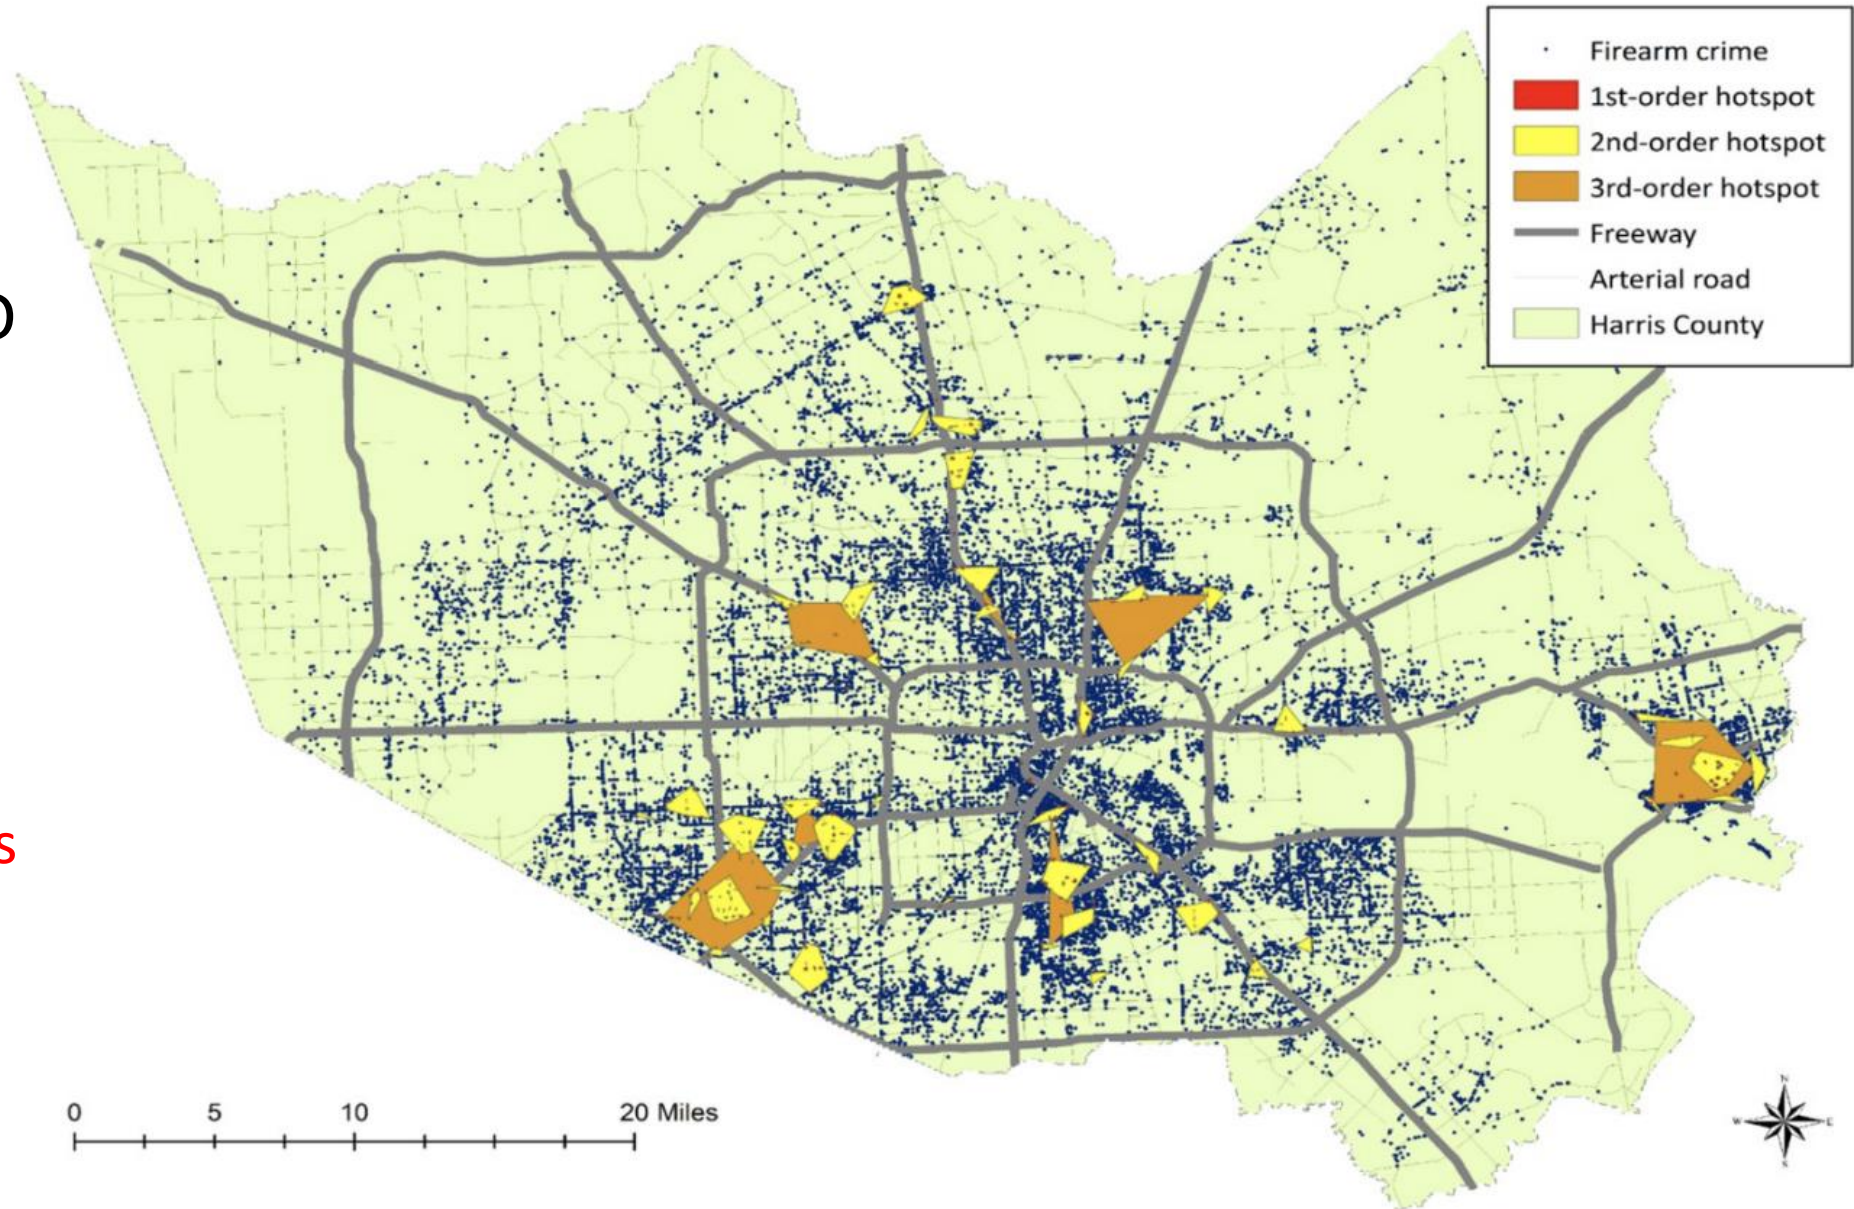 Firearm crime
1st-order hotspot
2nd-order hotspot
3rd-order hotspot
Freeway
Arterial road
Harris County
s
0 5 10 20 Miles
N
W E
S